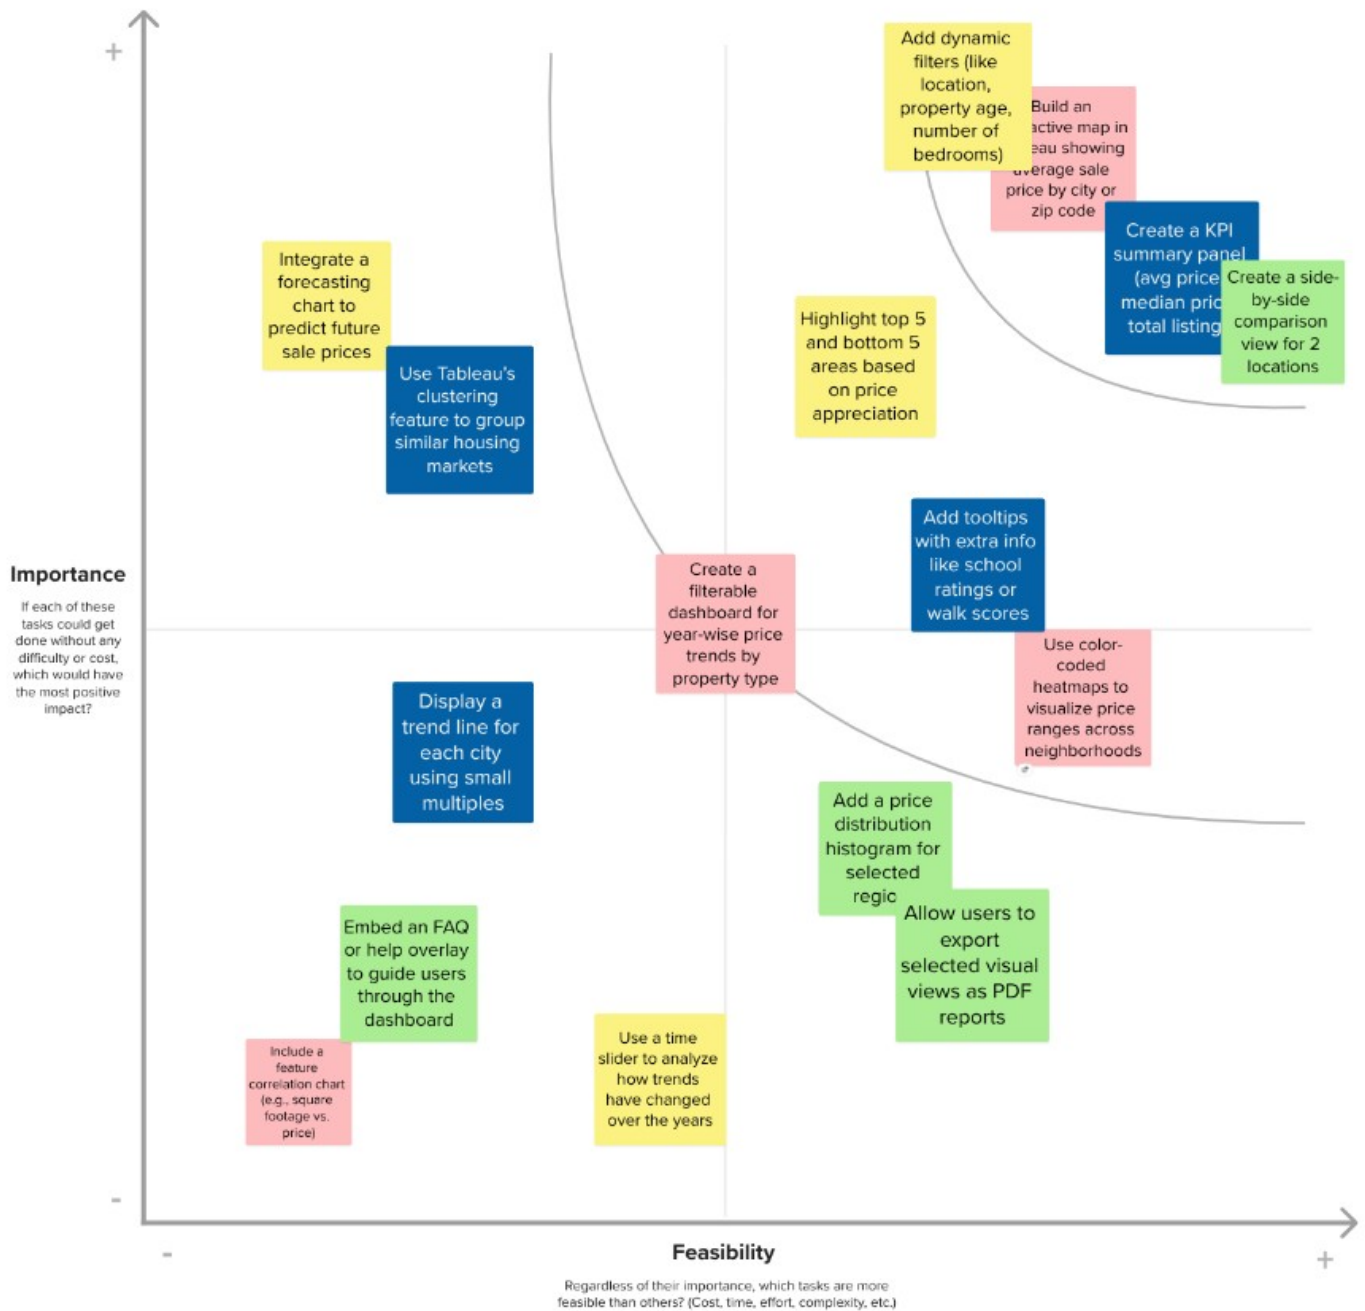 +
Add dynamic
filters (like
location,
property age,
number of
bedrooms)
Build an
map in
showing
average sale
price by city or
zip code
Create a KPI
summary panel
(avg price
median
total
Create a side-
by-side
comparison
view for 2
locations
Integrate a
forecasting
chart to
predict future
sale prices
Use Tableau’s
clustering
feature to group
similar housing
markets
Highlight top 5
and bottom 5
areas based
on price
appreciation
Add tooltips
with extra info
like school
ratings or
walk scores
Importance
If each of these
tasks could get
done without any
difficulty or cost,
which would have
the most positive
impact?
Create a
filterable
dashboard for
year-wise price
trends by
property type
Use color-
coded
heatmaps to
visualize price
ranges across
neighborhoods
Display a
trend line for
each city
using small
multiples
Add a price
distribution
histogram for
selected
Allow users to
export
selected visual
views as PDF
reports
Embed an FAQ
or help overlay
to guide users
through the
dashboard
Include a
feature
correlation chart
(e.g., square
footage vs.
price)
Use a time
slider to analyze
how trends
have changed
over the years
-
-
Feasibility
+
Regardless of their importance, which tasks are more
feasible than others? (Cost, time, effort, complexity, etc.)